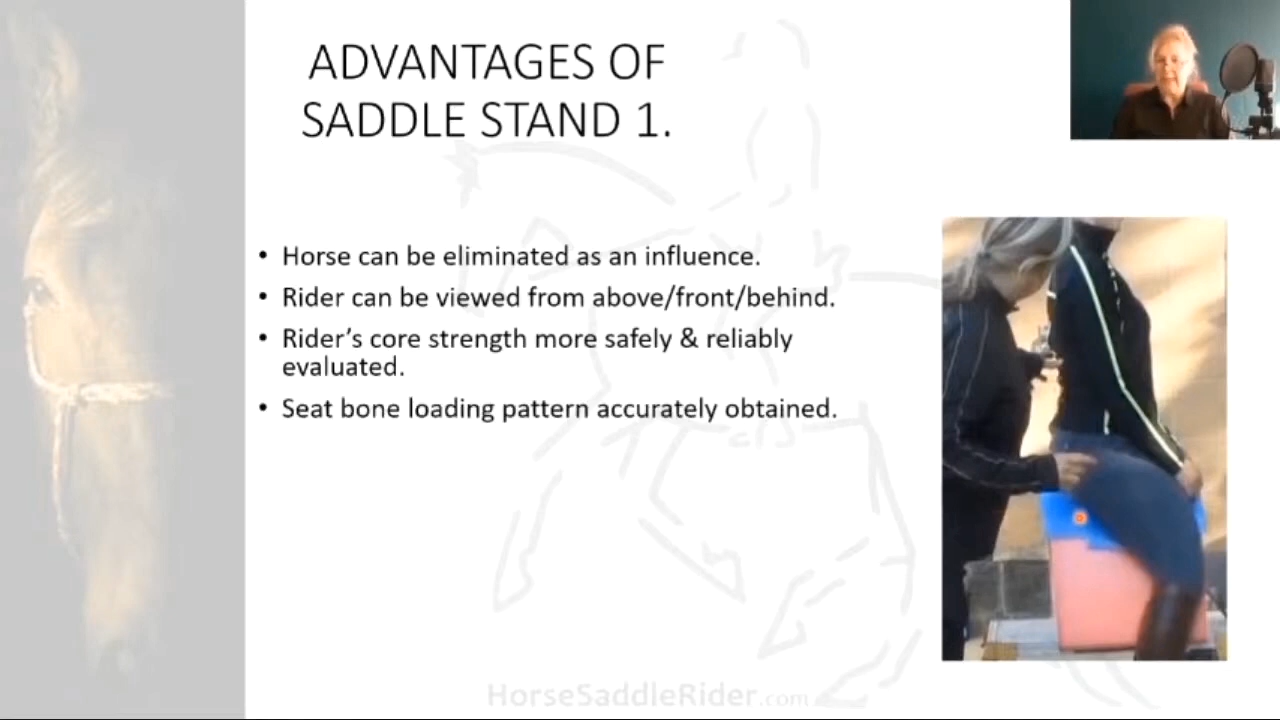 ADVANTAGES OF
SADDLE STAND 1.
• Horse can be eliminated as an influence.
• Rider can be viewed from above/front/behind.
• Rider’s core strength more safely & reliably
evaluated.
• Seat bone loading pattern accurately obtained.
HorseSaddleRider.com